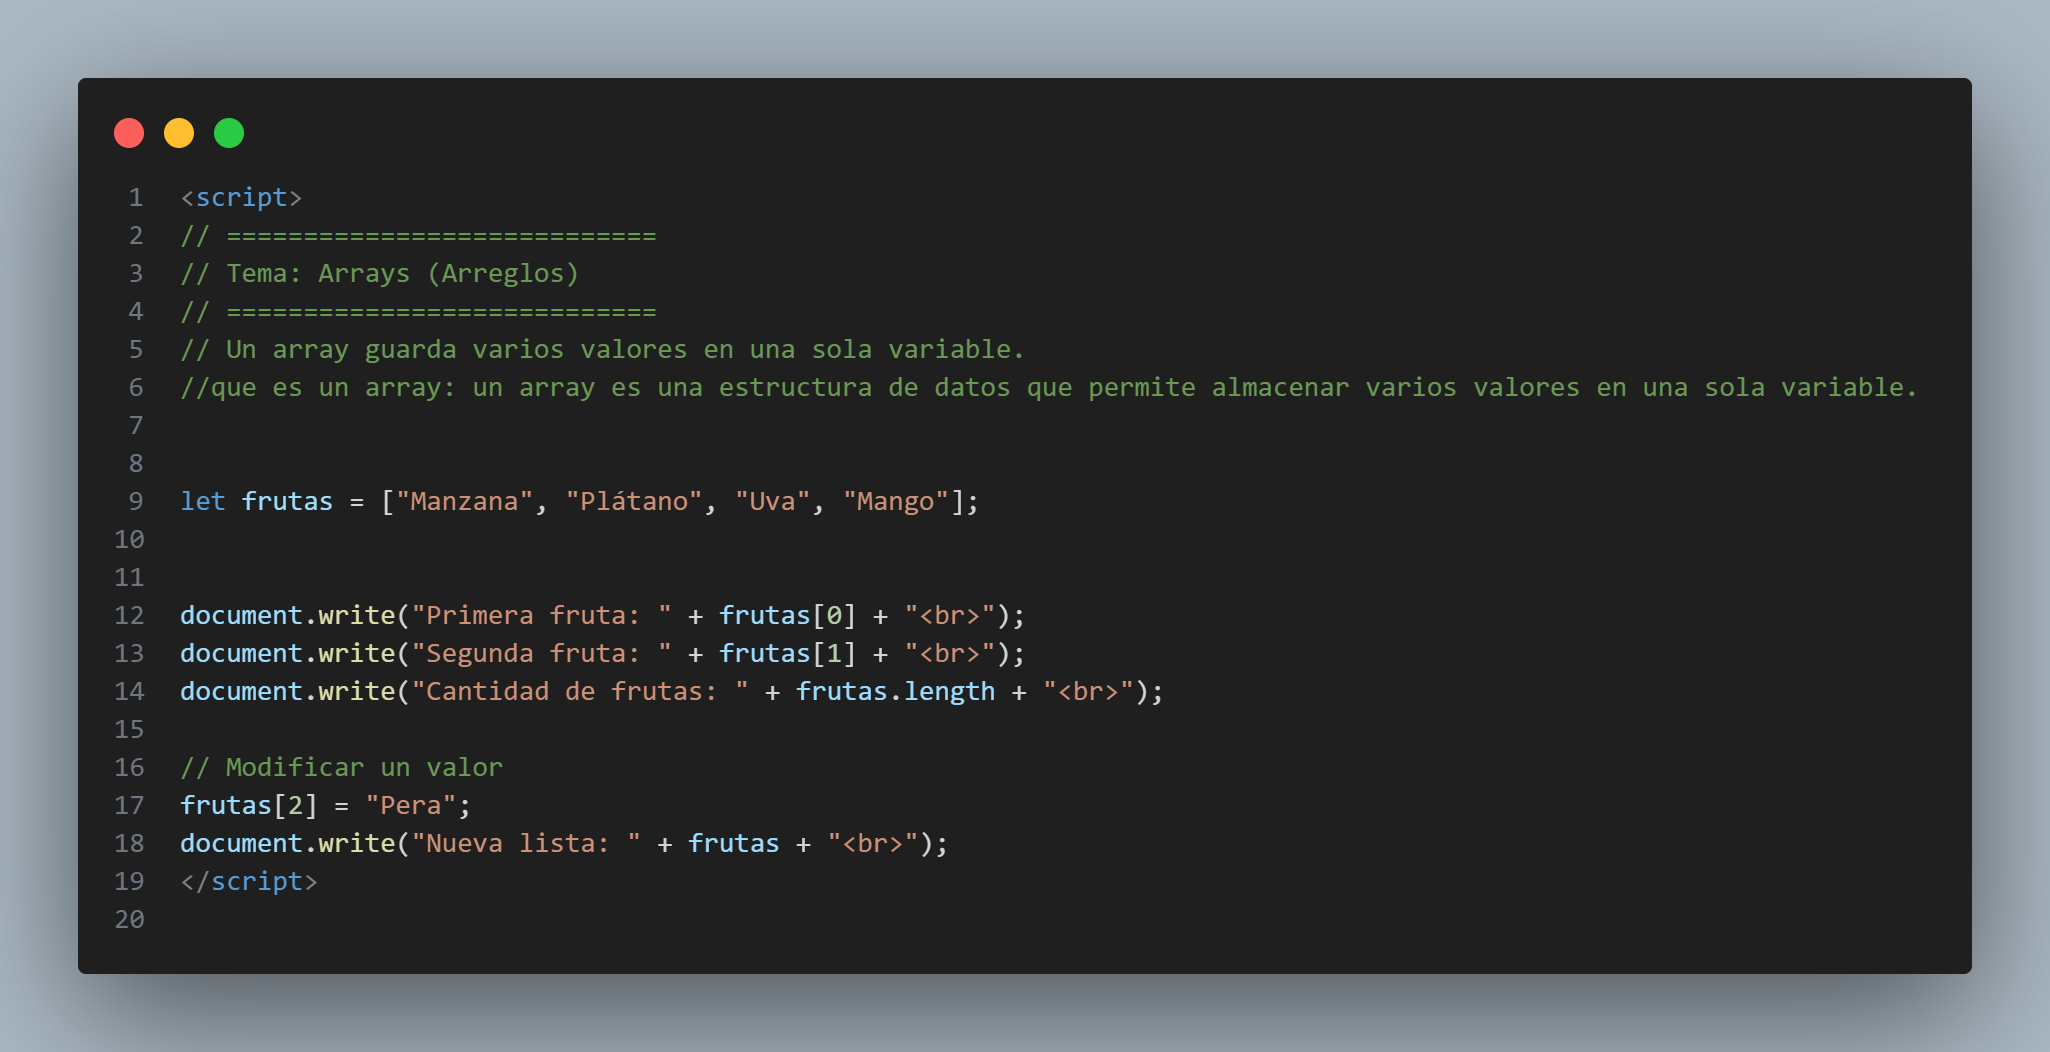 1 <script>
2 // ============================
3 // Tema: Arrays (Arreglos)
4 // ============================
5 // Un array guarda varios valores en una sola variable.
6 //que es un array: un array es una estructura de datos que permite almacenar varios valores en una sola variable.
7
8
9 let frutas = ["Manzana", "Plátano", "Uva", "Mango"];
10
11
12 document.write("Primera fruta: " + frutas[0] + "<br>");
13 document.write("Segunda fruta: " + frutas[1] + "<br>");
14 document.write("Cantidad de frutas: " + frutas.length + "<br>");
15
16 // Modificar un valor
17 frutas[2] = "Pera";
18 document.write("Nueva lista: " + frutas + "<br>");
19 </script>
20